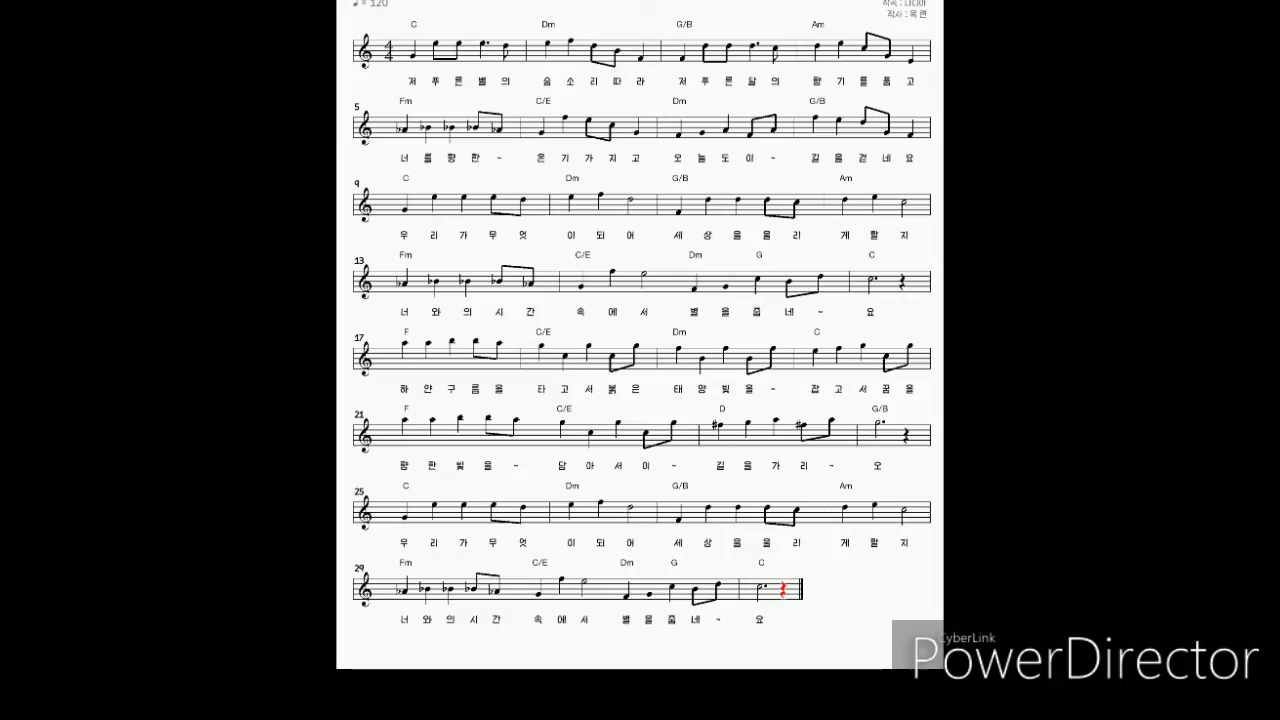 ♩= 120
작곡 : 나디아
작사 : 목 련
C Dm G/B Am
4 4
저 푸 른 별 의 숨 소 리 따 라 저 푸 른 달 의 향 기 를 품 고
5 Fm C/E Dm G/B
너 를 향 한 ~ 온 기 가 지 고 오 늘 도 이 ~ 길 을 걷 네 요
9 C Dm G/B Am
우 리 가 무 엇 이 되 어 세 상 을 울 리 게 할 지
13 Fm C/E Dm G C
너 와 의 시 간 속 에 서 별 을 줍 네 ~ 요
17 F C/E Dm C
하 얀 구 름 을 타 고 서 붉 은 태 양 빛 을 ~ 잡 고 서 꿈 을
21 F C/E D G/B
향 한 빛 을 ~ 담 아 서 이 ~ 길 을 가 리 ~ 오
25 C Dm G/B Am
우 리 가 무 엇 이 되 어 세 상 을 울 리 게 할 지
29 Fm C/E Dm G C
너 와 의 시 간 속 에 서 별 을 줍 네 ~ 요
CyberLink
PowerDirector